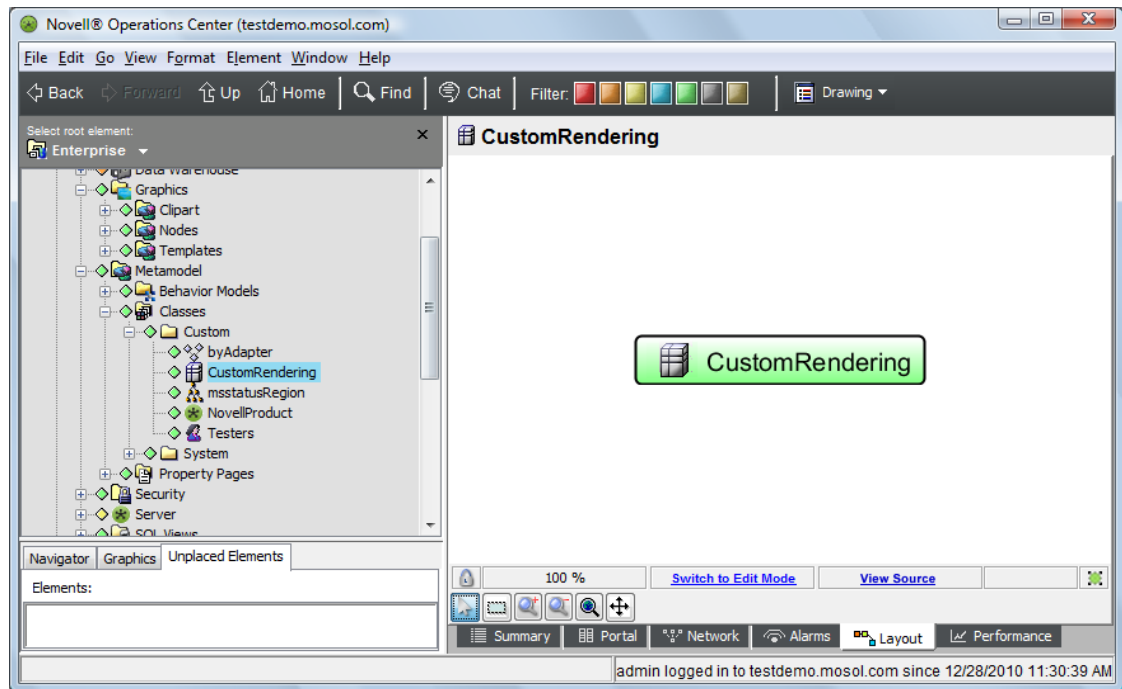 Novell® Operations Center (testdemo.mosol.com)
File Edit Go View Format Element Window Help
Back Forward Up Home Find Chat Filter: Drawing
Select root element:
Enterprise
CustomRendering
Data Warehouse
Graphics
Clipart
Nodes
Templates
Metamodel
Behavior Models
Classes
Custom
byAdapter
CustomRendering
msstatusRegion
NovellProduct
Testers
System
Property Pages
Security
Server
SQL Views
CustomRendering
Navigator Graphics Unplaced Elements
Elements:
100 % Switch to Edit Mode View Source
Summary Portal Network Alarms Layout Performance
admin logged in to testdemo.mosol.com since 12/28/2010 11:30:39 AM